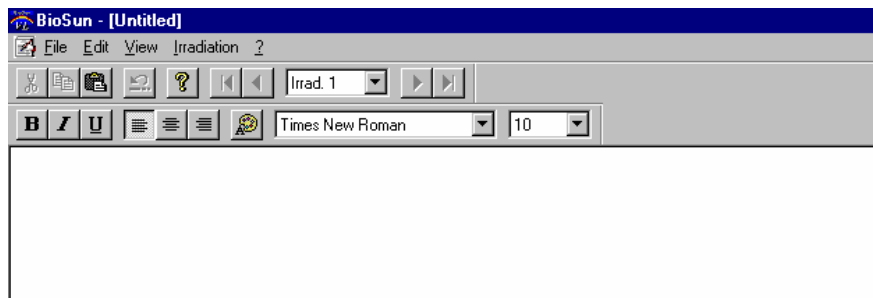 BioSun - [Untitled]
File Edit View Irradiation ?
Irrad. 1
B I U Times New Roman 10